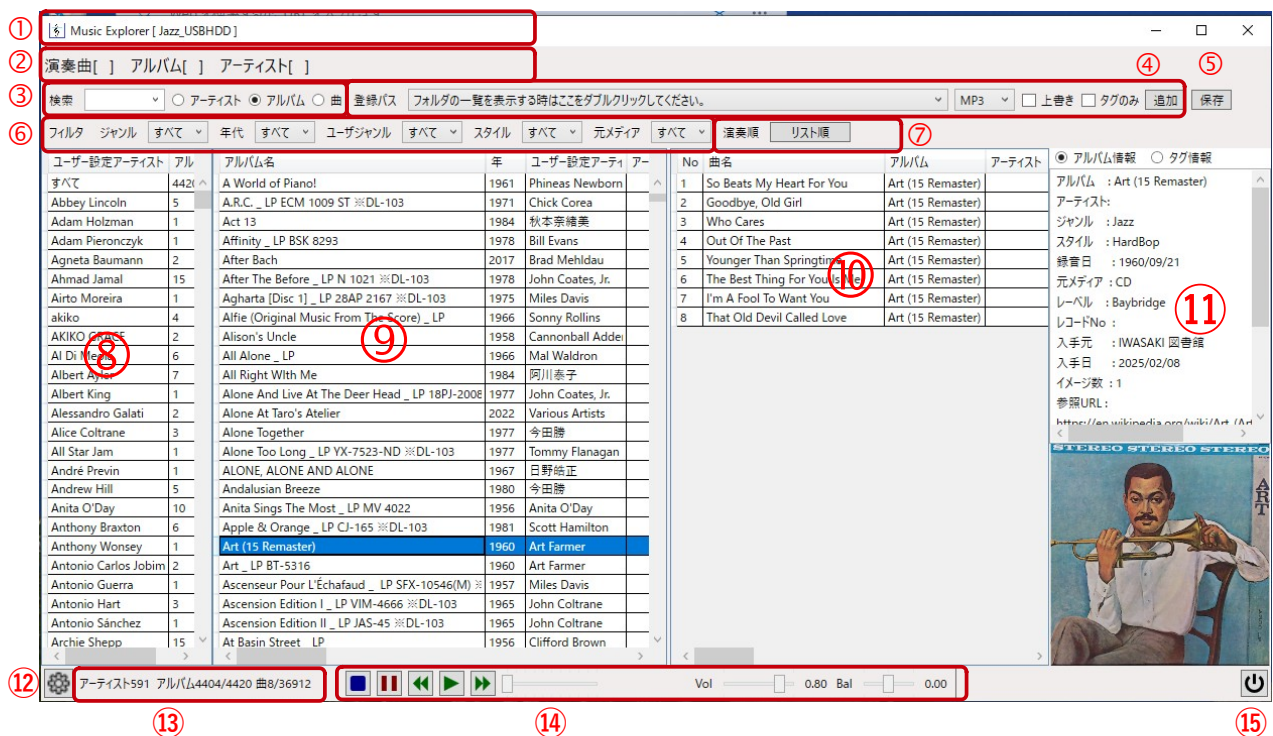 ① Music Explorer [ Jazz_USBHDD ]
② 演奏曲[ ] アルバム[ ] アーティスト[ ] ④ ⑤
③ 検索 アーティスト アルバム 曲 登録パス フォルダの一覧を表示する時はここをダブルクリックしてください。 MP3 上書き タグのみ 追加 保存
⑥ フィルタ ジャンル すべて 年代 すべて ユーザジャンル すべて スタイル すべて 元メディア すべて 演奏順 リスト順 ⑦
ユーザー設定アーティスト アル
すべて 442(
Abbey Lincoln 5
Adam Holzman 1
Adam Pieronczyk 1
Agneta Baumann 2
Ahmad Jamal 15
Airto Moreira 1
akiko 4
AKIKO GRACE 2
Al Di Meola 6
⑧
Albert Ayler 7
Albert King 1
Alessandro Galati 2
Alice Coltrane 3
All Star Jam 1
André Previn 1
Andrew Hill 5
Anita O'Day 10
Anthony Braxton 6
Anthony Wonsey 1
Antonio Carlos Jobim 2
Antonio Guerra 1
Antonio Hart 3
Antonio Sánchez 1
Archie Shepp 15
アルバム名 年 ユーザー設定アーティ アー
A World of Piano! 1961 Phineas Newborn
A.R.C. _ LP ECM 1009 ST ※DL-103 1971 Chick Corea
Act 13 1984 秋本奈緒美
Affinity _ LP BSK 8293 1978 Bill Evans
After Bach 2017 Brad Mehldau
After The Before _ LP N 1021 ※DL-103 1978 John Coates, Jr.
Agharta [Disc 1] _ LP 28AP 2167 ※DL-103 1975 Miles Davis
Alfie (Original Music From The Score) _ LP 1966 Sonny Rollins
Alison's Uncle 1958 Cannonball Adde
⑨
All Alone _ LP 1966 Mal Waldron
All Right WIth Me 1984 阿川泰子
Alone And Live At The Deer Head _ LP 18PJ-2008 1977 John Coates, Jr.
Alone At Taro's Atelier 2022 Various Artists
Alone Together 1977 今田勝
Alone Too Long _ LP YX-7523-ND ※DL-103 1977 Tommy Flanagan
ALONE, ALONE AND ALONE 1967 日野皓正
Andalusian Breeze 1980 今田勝
Anita Sings The Most _ LP MV 4022 1956 Anita O'Day
Apple & Orange _ LP CJ-165 ※DL-103 1981 Scott Hamilton
Art (15 Remaster) 1960 Art Farmer
Art _ LP BT-5316 1960 Art Farmer
Ascenseur Pour L'Échafaud _ LP SFX-10546(M) ※ 1957 Miles Davis
Ascension Edition I _ LP VIM-4666 ※DL-103 1965 John Coltrane
Ascension Edition II _ LP JAS-45 ※DL-103 1965 John Coltrane
At Basin Street _ LP 1956 Clifford Brown
No 曲名 アルバム アーティスト
1 So Beats My Heart For You Art (15 Remaster)
2 Goodbye, Old Girl Art (15 Remaster)
3 Who Cares Art (15 Remaster)
4 Out Of The Past Art (15 Remaster)
5 Younger Than Springtime Art (15 Remaster)
⑩
6 The Best Thing For You Is Me Art (15 Remaster)
7 I'm A Fool To Want You Art (15 Remaster)
8 That Old Devil Called Love Art (15 Remaster)
アルバム情報 タグ情報
アルバム : Art (15 Remaster)
アーティスト:
ジャンル : Jazz
スタイル : HardBop
録音日 : 1960/09/21
元メディア : CD
レーベル : Baybridge
⑪
レコードNo :
入手元 : IWASAKI 図書館
入手日 : 2025/02/08
イメージ数 : 1
参照URL :
https://en.wikipedia.org/wiki/Art_(Art
STEREO STEREO STEREO
ART
⑫ アーティスト591 アルバム4404/4420 曲8/36912 Vol 0.80 Bal 0.00
⑬ ⑭ ⑮